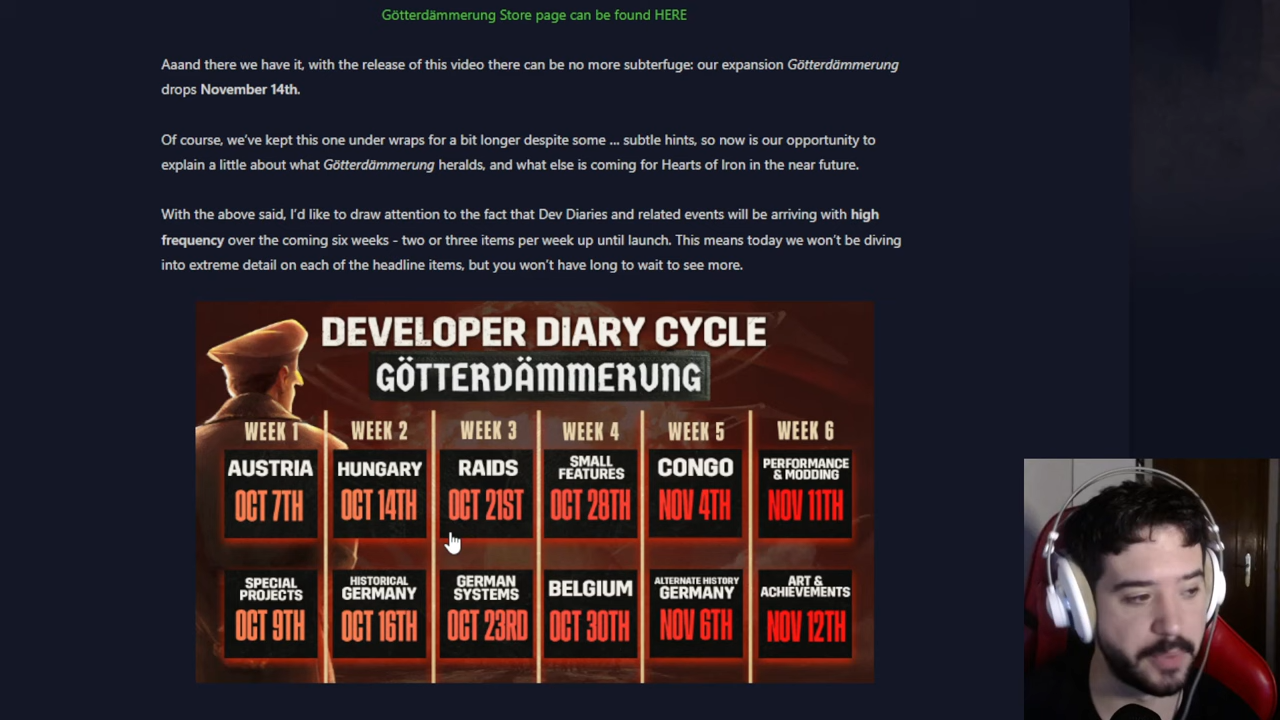 Götterdämmerung Store page can be found HERE
Aaand there we have it, with the release of this video there can be no more subterfuge: our expansion Götterdämmerung
drops November 14th.
Of course, we've kept this one under wraps for a bit longer despite some ... subtle hints, so now is our opportunity to
explain a little about what Götterdämmerung heralds, and what else is coming for Hearts of Iron in the near future.
With the above said, I'd like to draw attention to the fact that Dev Diaries and related events will be arriving with high
frequency over the coming six weeks - two or three items per week up until launch. This means today we won't be diving
into extreme detail on each of the headline items, but you won't have long to wait to see more.
DEVELOPER DIARY CYCLE
GÖTTERDÄMMERUNG
WEEK 1 WEEK 2 WEEK 3 WEEK 4 WEEK 5 WEEK 6
AUSTRIA
OCT 7TH
HUNGARY
OCT 14TH
RAIDS
OCT 21ST
SMALL
FEATURES
OCT 28TH
CONGO
NOV 4TH
PERFORMANCE
& MODDING
NOV 11TH
SPECIAL
PROJECTS
OCT 9TH
HISTORICAL
GERMANY
OCT 16TH
GERMAN
SYSTEMS
OCT 23RD
BELGIUM
OCT 30TH
ALTERNATE HISTORY
GERMANY
NOV 6TH
ART &
ACHIEVEMENTS
NOV 12TH